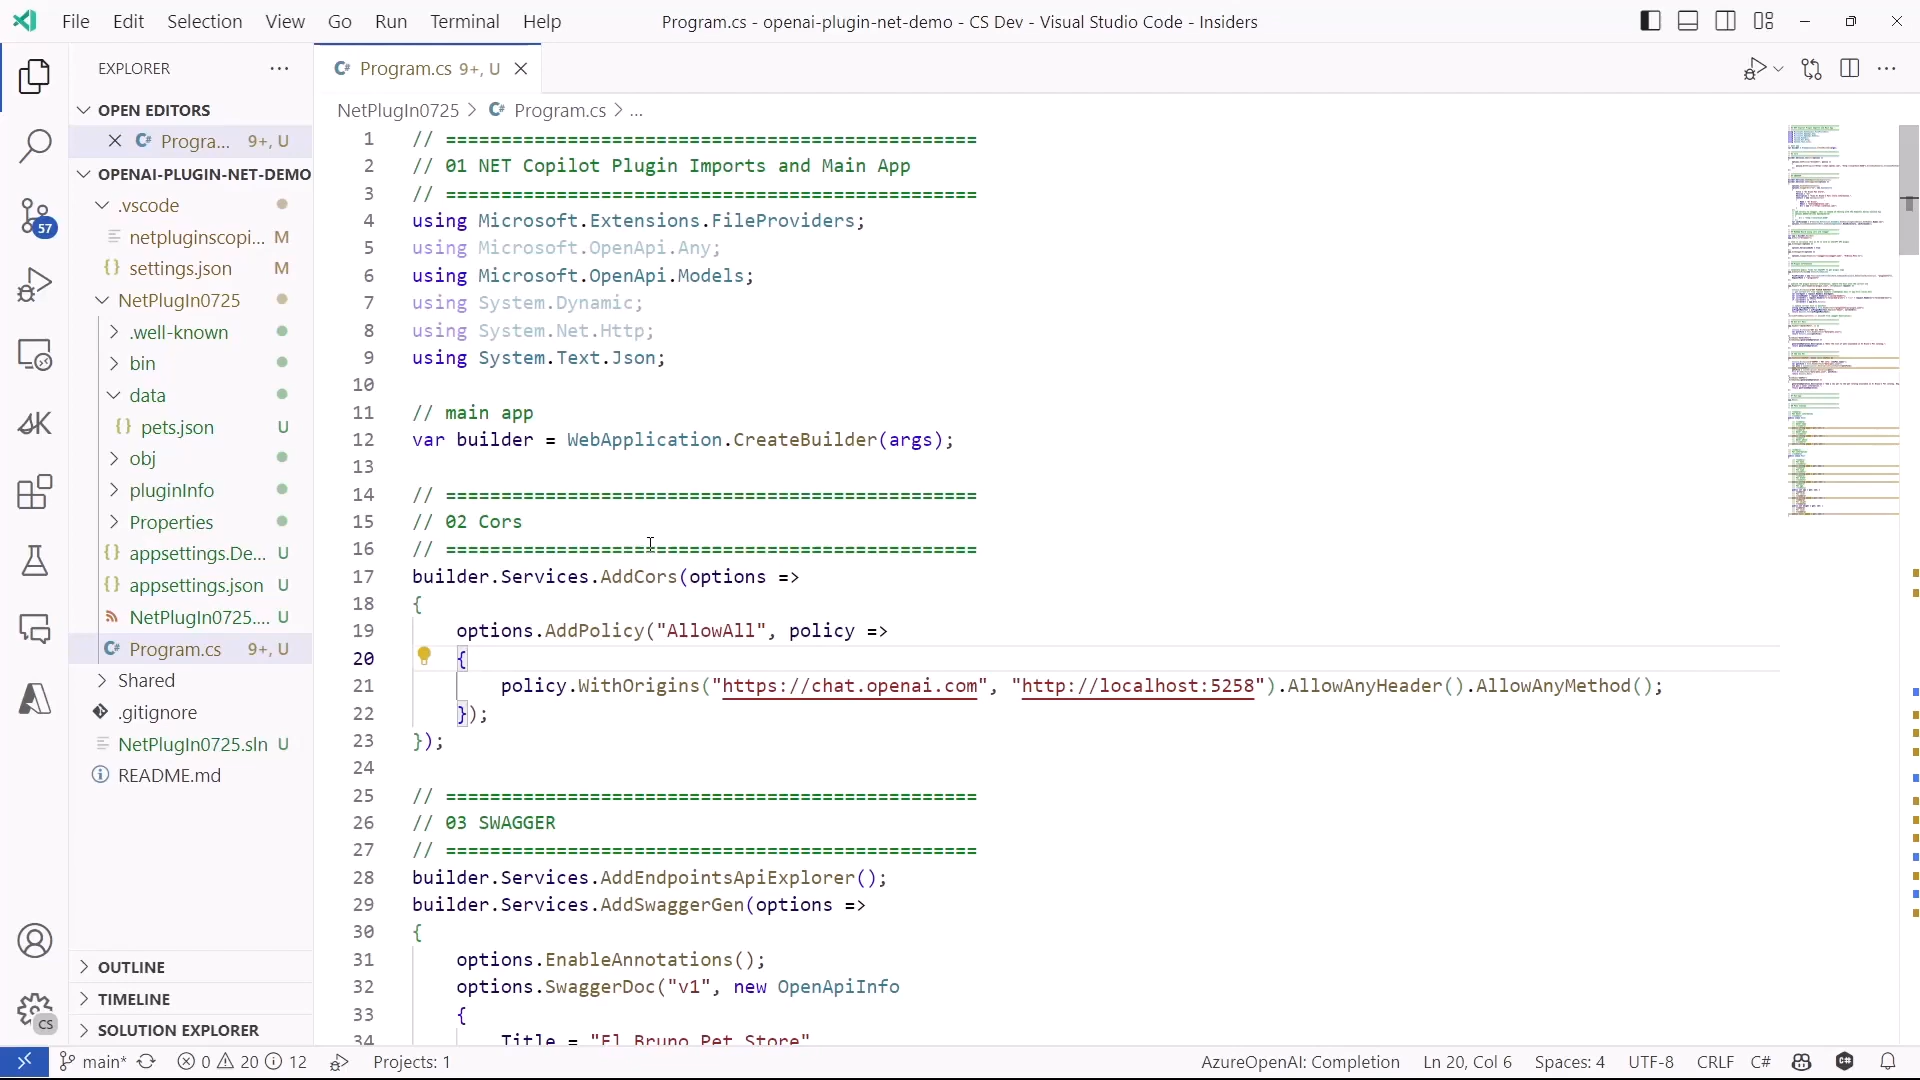 File Edit Selection View Go Run Terminal Help
Program.cs - openai-plugin-net-demo - CS Dev - Visual Studio Code - Insiders
EXPLORER
OPEN EDITORS
Progra... 9+, U
OPENAI-PLUGIN-NET-DEMO
.vscode
netpluginscopi... M
settings.json M
NetPlugIn0725
.well-known
bin
data
pets.json U
obj
pluginInfo
Properties
appsettings.De... U
appsettings.json U
NetPlugIn0725.... U
Program.cs 9+, U
Shared
.gitignore
NetPlugIn0725.sln U
README.md
OUTLINE
TIMELINE
SOLUTION EXPLORER
57
CS
Program.cs 9+, U
NetPlugIn0725 > Program.cs > ...
1 // ================================================
2 // 01 NET Copilot Plugin Imports and Main App
3 // ================================================
4 using Microsoft.Extensions.FileProviders;
5 using Microsoft.OpenApi.Any;
6 using Microsoft.OpenApi.Models;
7 using System.Dynamic;
8 using System.Net.Http;
9 using System.Text.Json;
10
11 // main app
12 var builder = WebApplication.CreateBuilder(args);
13
14 // ================================================
15 // 02 Cors
16 // ================================================
17 builder.Services.AddCors(options =>
18 {
19 options.AddPolicy("AllowAll", policy =>
20 {
21 policy.WithOrigins("https://chat.openai.com", "http://localhost:5258").AllowAnyHeader().AllowAnyMethod();
22 });
23 });
24
25 // ================================================
26 // 03 SWAGGER
27 // ================================================
28 builder.Services.AddEndpointsApiExplorer();
29 builder.Services.AddSwaggerGen(options =>
30 {
31 options.EnableAnnotations();
32 options.SwaggerDoc("v1", new OpenApiInfo
33 {
34 Title = "El Bruno Pet Store"
main* 0 20 12 Projects: 1 AzureOpenAI: Completion Ln 20, Col 6 Spaces: 4 UTF-8 CRLF C#